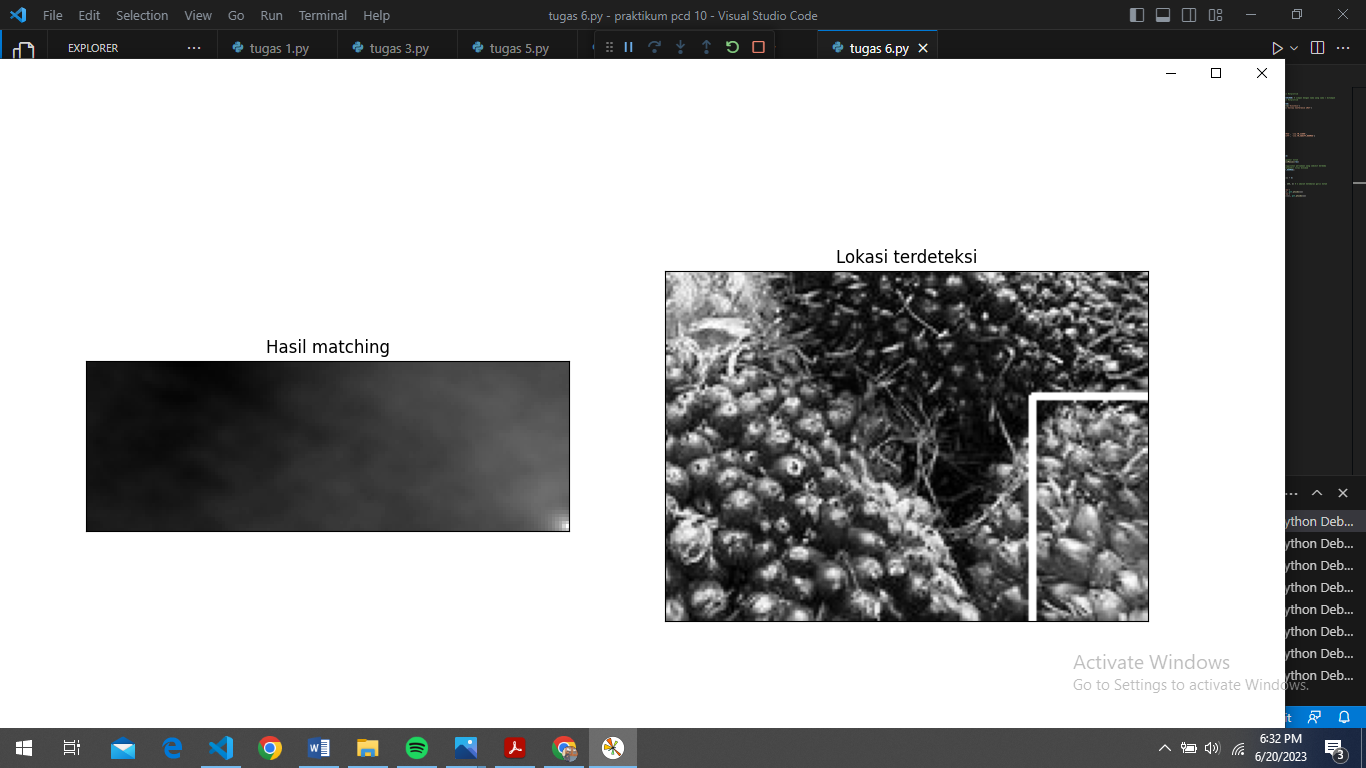 File Edit Selection View Go Run Terminal Help
tugas 6.py - praktikum pcd 10 - Visual Studio Code
EXPLORER
tugas 1.py
tugas 3.py
tugas 5.py
tugas 6.py
Lokasi terdeteksi
Hasil matching
ython Deb...
ython Deb...
ython Deb...
ython Deb...
ython Deb...
ython Deb...
ython Deb...
ython Deb...
Activate Windows
Go to Settings to activate Windows.
it
6:32 PM
6/20/2023
3